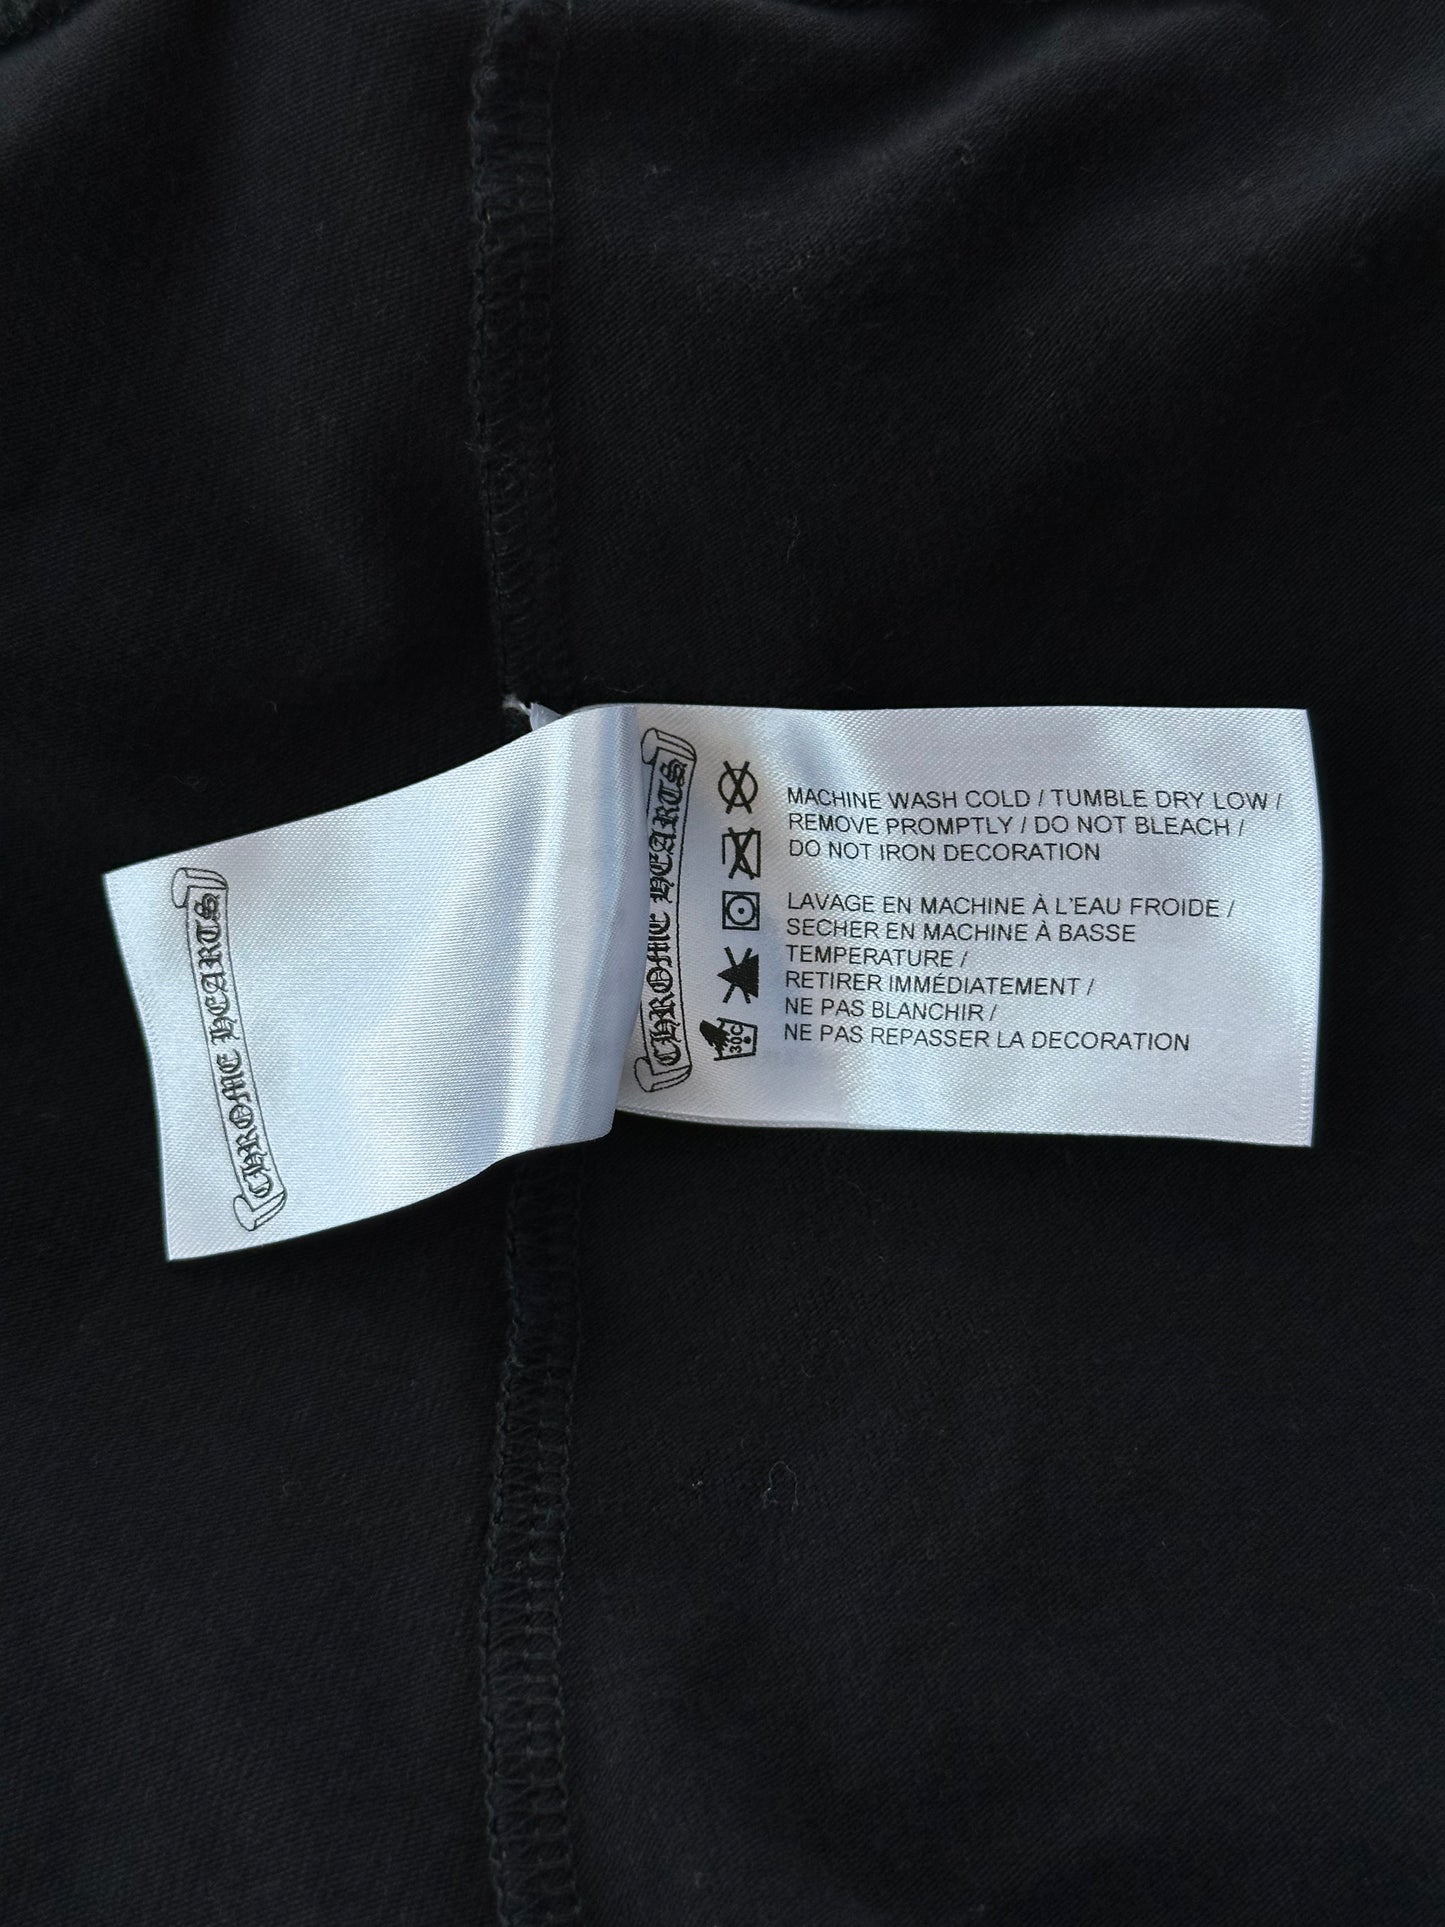 CHROME HEARTS
CHROME HEARTS
MACHINE WASH COLD / TUMBLE DRY LOW /
REMOVE PROMPTLY / DO NOT BLEACH /
DO NOT IRON DECORATION
LAVAGE EN MACHINE À L'EAU FROIDE /
SECHER EN MACHINE À BASSE
TEMPERATURE /
RETIRER IMMÉDIATEMENT /
NE PAS BLANCHIR /
NE PAS REPASSER LA DECORATION
30C